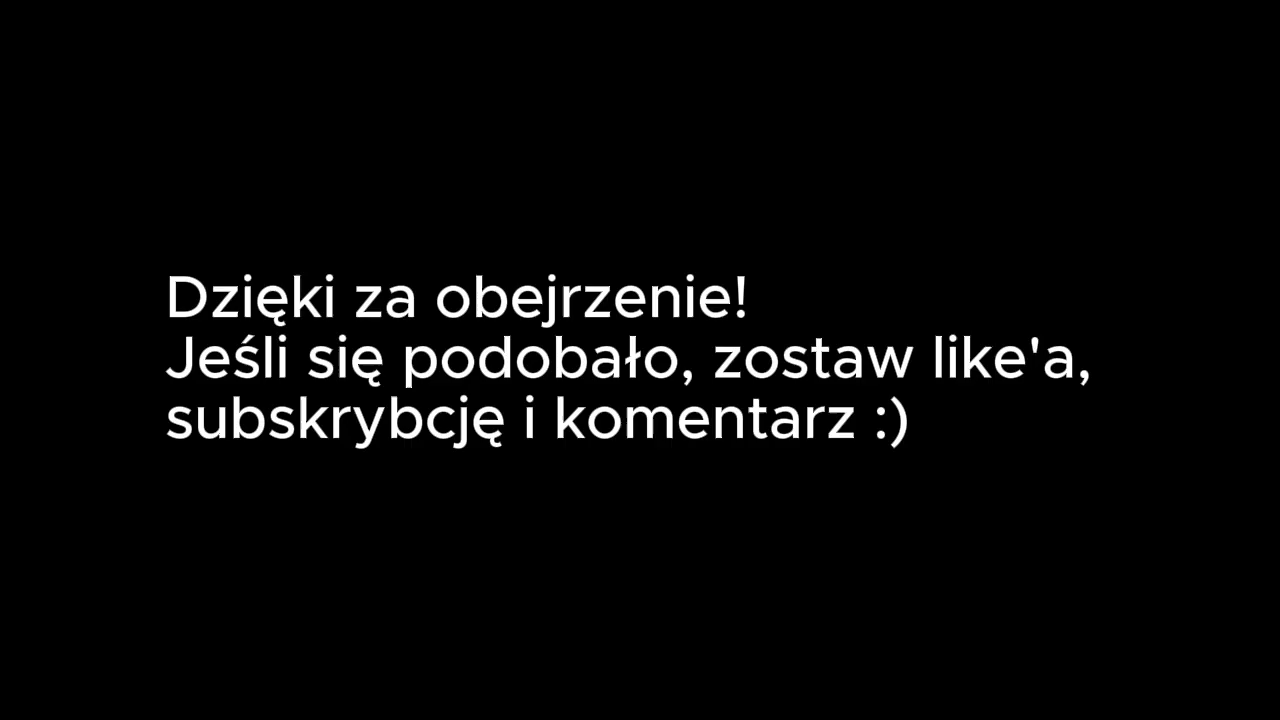 Dzięki za obejrzenie!
Jeśli się podobało, zostaw like'a,
subskrybcję i komentarz :)